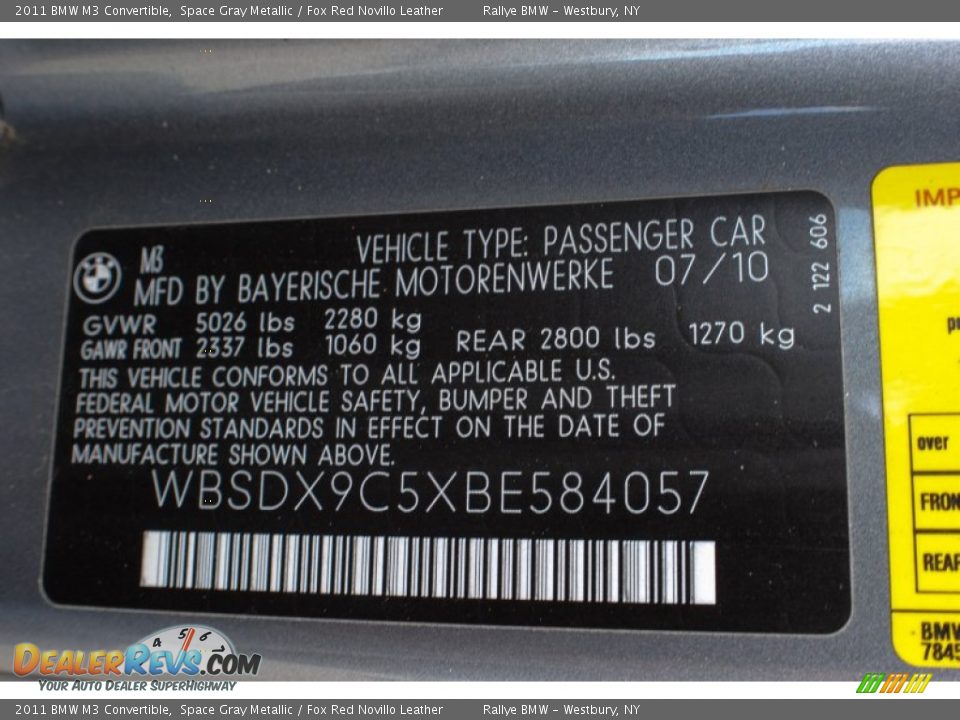 2011 BMW M3 Convertible, Space Gray Metallic / Fox Red Novillo Leather Rallye BMW - Westbury, NY
M3 VEHICLE TYPE: PASSENGER CAR
MFD BY BAYERISCHE MOTORENWERKE 07/10
2 122 606
GVWR 5026 lbs 2280 kg
GAWR FRONT 2337 lbs 1060 kg REAR 2800 lbs 1270 kg
THIS VEHICLE CONFORMS TO ALL APPLICABLE U.S.
FEDERAL MOTOR VEHICLE SAFETY, BUMPER AND THEFT
PREVENTION STANDARDS IN EFFECT ON THE DATE OF
MANUFACTURE SHOWN ABOVE.
WBSDX9C5XBE584057
IMP
over
FRON
REAR
BMW
7845
4 5 6
DEALERREVS.COM
YOUR AUTO DEALER SUPERHIGHWAY
2011 BMW M3 Convertible, Space Gray Metallic / Fox Red Novillo Leather Rallye BMW - Westbury, NY